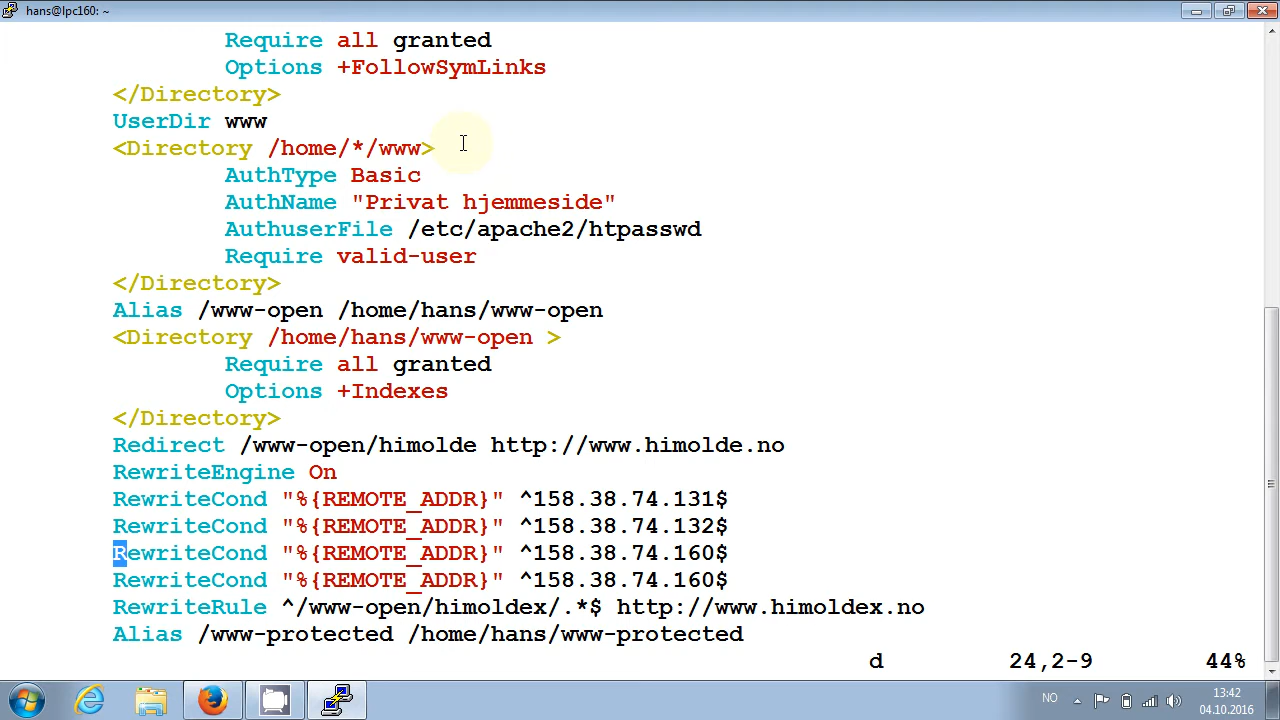 hans@lpc160: ~
Require all granted
Options +FollowSymLinks
</Directory>
UserDir www
<Directory /home/*/www>
AuthType Basic
AuthName "Privat hjemmeside"
AuthuserFile /etc/apache2/htpasswd
Require valid-user
</Directory>
Alias /www-open /home/hans/www-open
<Directory /home/hans/www-open >
Require all granted
Options +Indexes
</Directory>
Redirect /www-open/himolde http://www.himolde.no
RewriteEngine On
RewriteCond "%{REMOTE_ADDR}" ^158.38.74.131$
RewriteCond "%{REMOTE_ADDR}" ^158.38.74.132$
RewriteCond "%{REMOTE_ADDR}" ^158.38.74.160$
RewriteCond "%{REMOTE_ADDR}" ^158.38.74.160$
RewriteRule ^/www-open/himoldex/.*$ http://www.himoldex.no
Alias /www-protected /home/hans/www-protected
d 24,2-9 44%
NO 13:42
04.10.2016